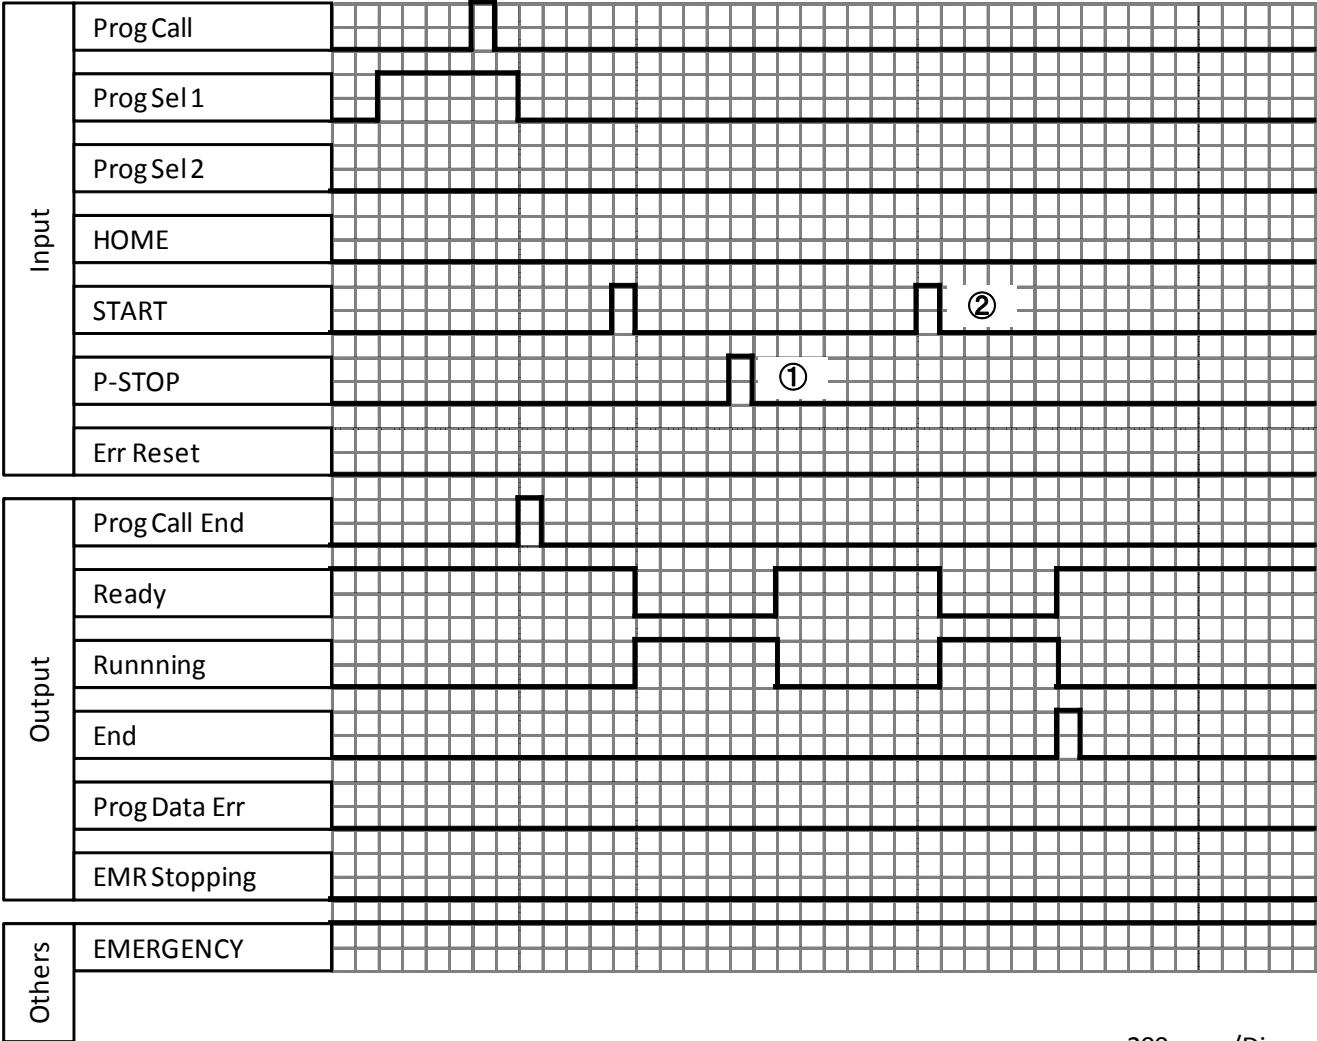 Input
Prog Call
Prog Sel 1
Prog Sel 2
HOME
START
②
P-STOP
①
Err Reset
Output
Prog Call End
Ready
Runnning
End
Prog Data Err
EMR Stopping
Others
EMERGENCY